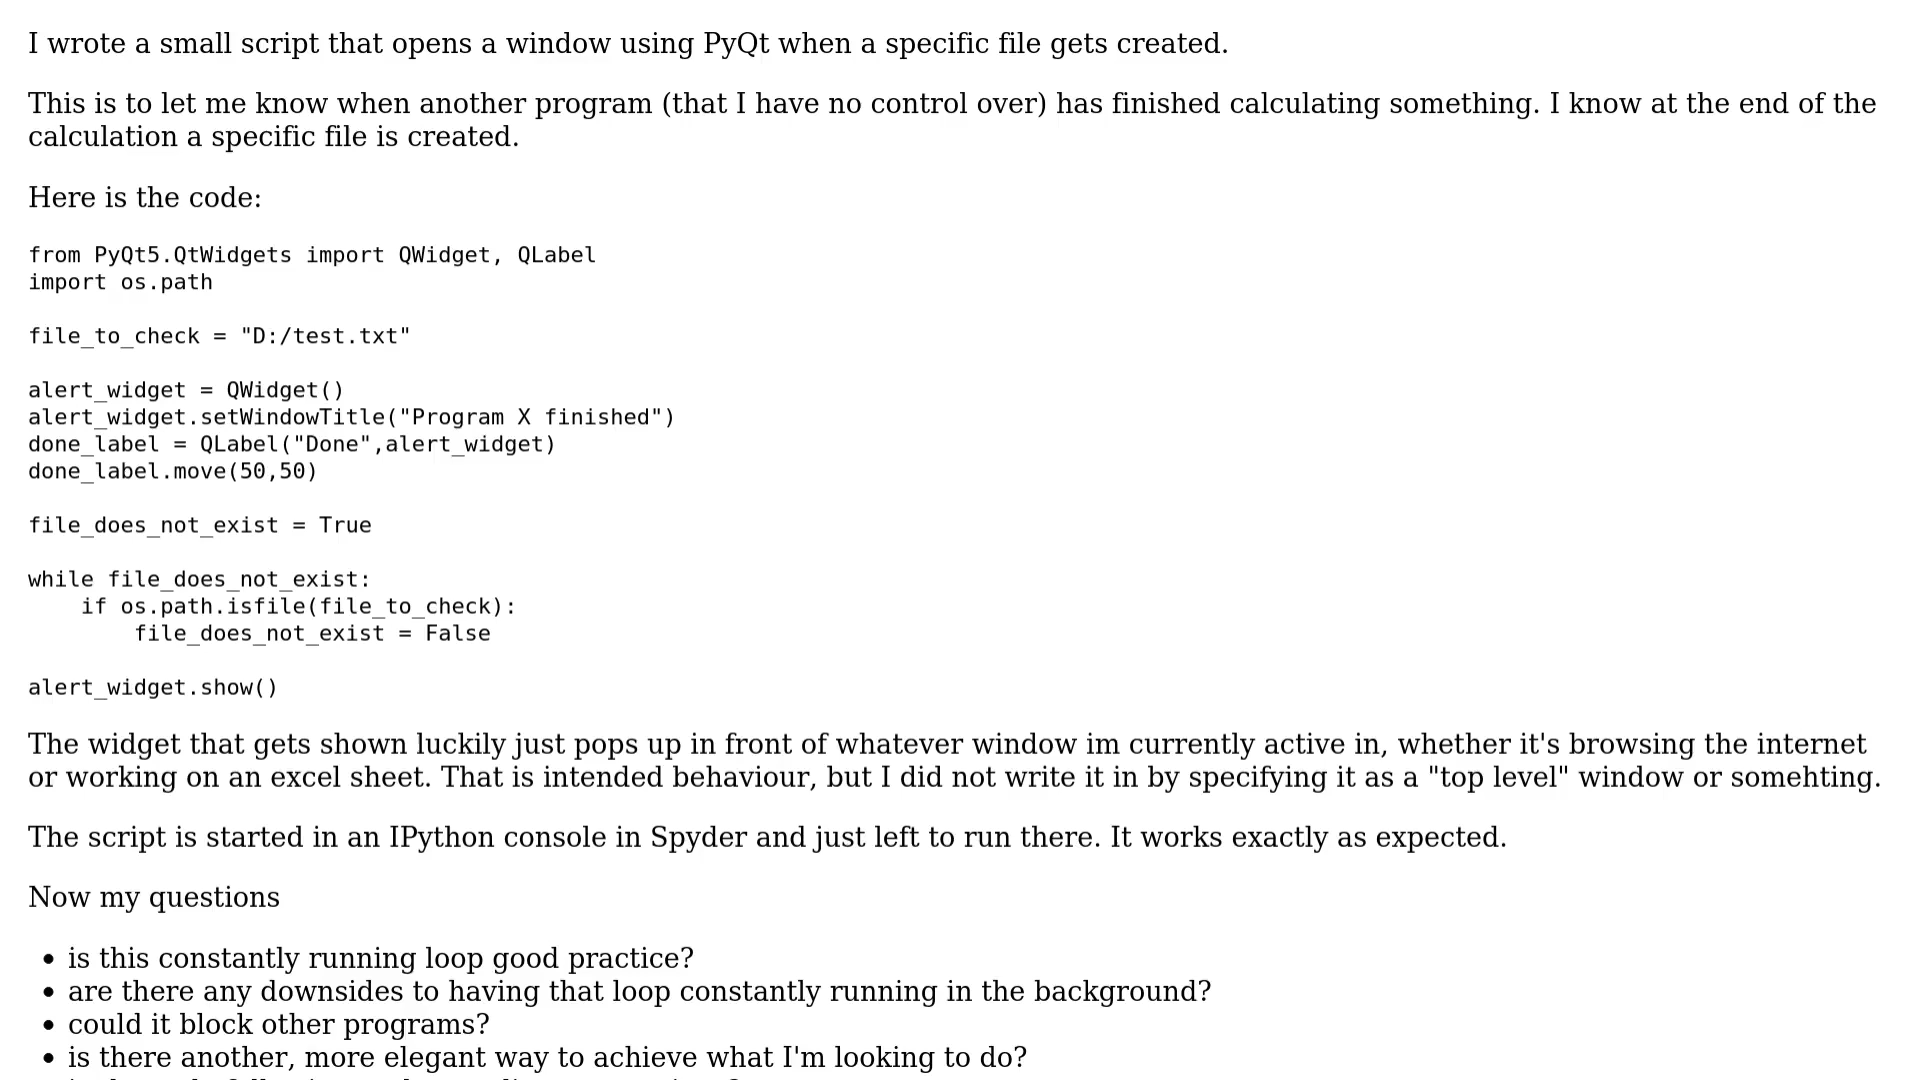 I wrote a small script that opens a window using PyQt when a specific file gets created.
This is to let me know when another program (that I have no control over) has finished calculating something. I know at the end of the
calculation a specific file is created.
Here is the code:
from PyQt5.QtWidgets import QWidget, QLabel
import os.path
file_to_check = "D:/test.txt"
alert_widget = QWidget()
alert_widget.setWindowTitle("Program X finished")
done_label = QLabel("Done",alert_widget)
done_label.move(50,50)
file_does_not_exist = True
while file_does_not_exist:
    if os.path.isfile(file_to_check):
        file_does_not_exist = False
alert_widget.show()
The widget that gets shown luckily just pops up in front of whatever window im currently active in, whether it's browsing the internet
or working on an excel sheet. That is intended behaviour, but I did not write it in by specifying it as a "top level" window or somehting.
The script is started in an IPython console in Spyder and just left to run there. It works exactly as expected.
Now my questions
• is this constantly running loop good practice?
• are there any downsides to having that loop constantly running in the background?
• could it block other programs?
• is there another, more elegant way to achieve what I'm looking to do?